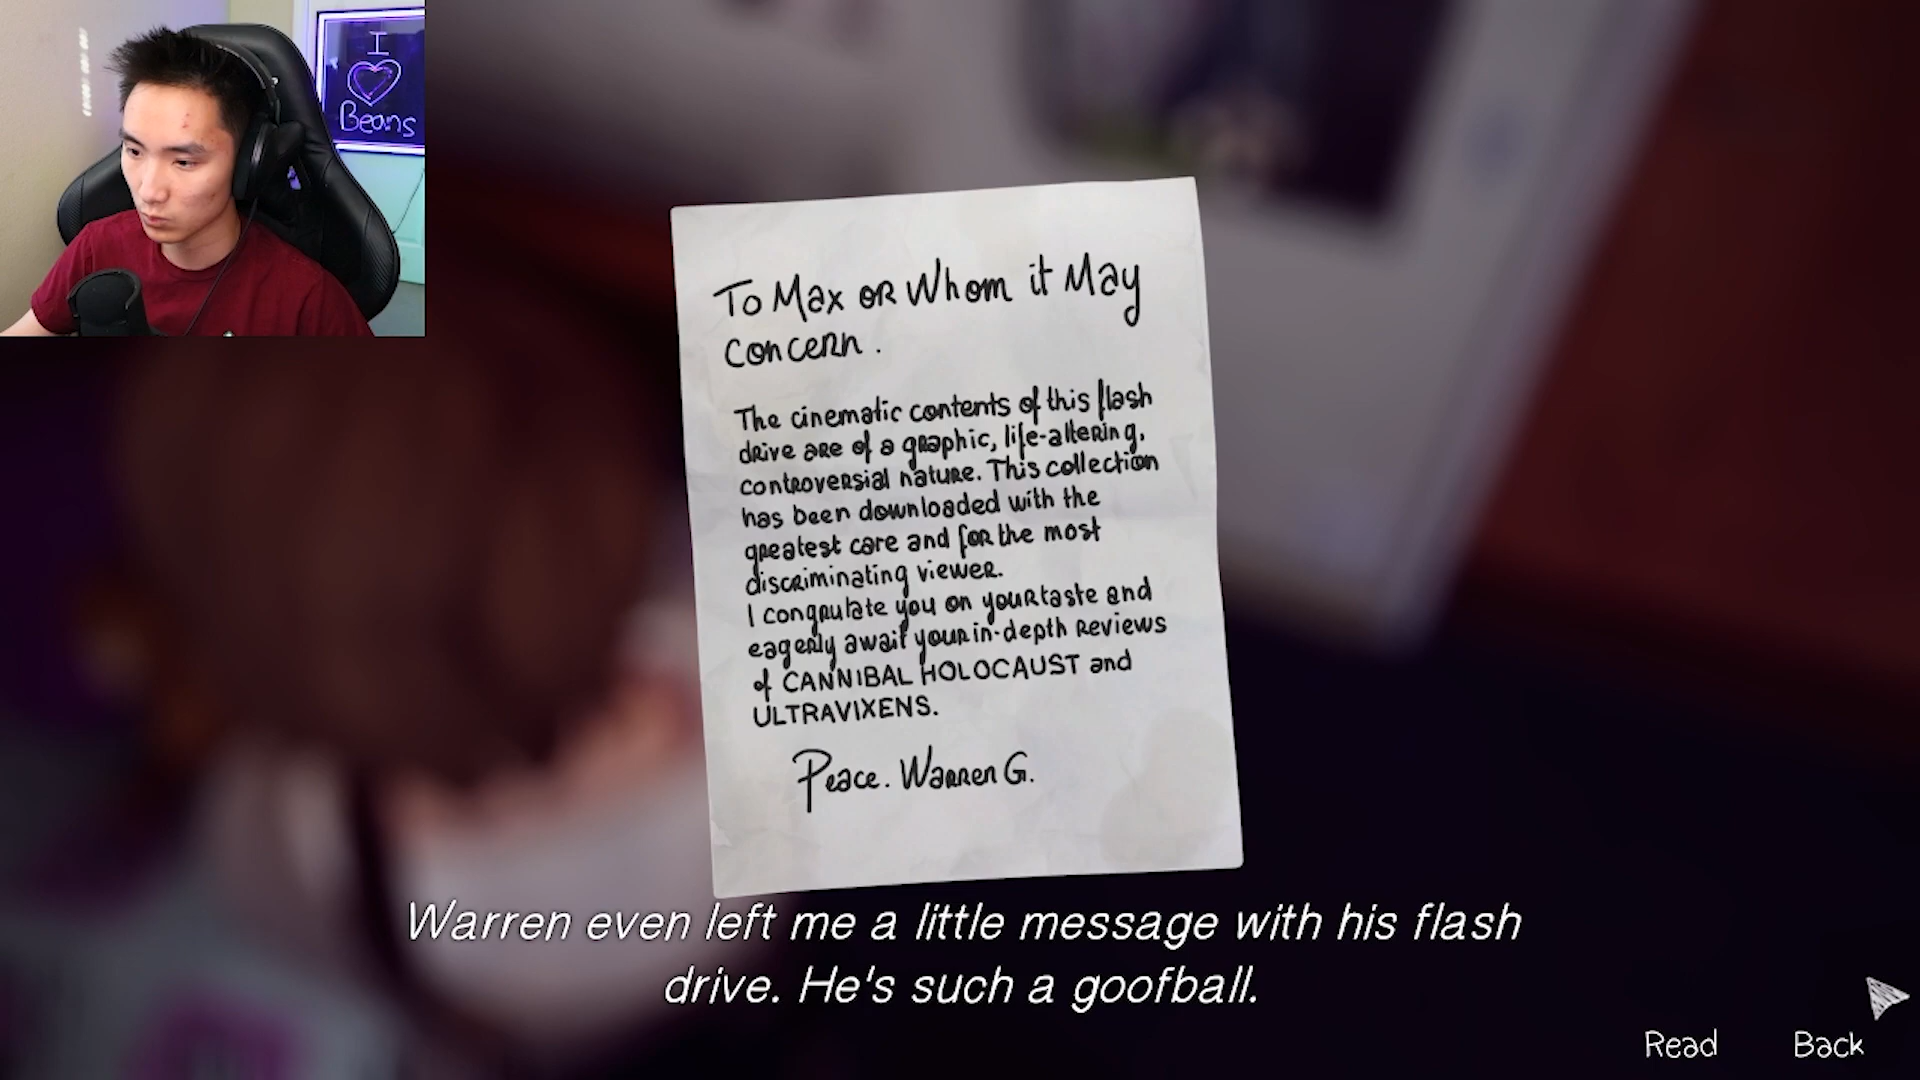 I
Beans
To Max or Whom it May
Concern.
The cinematic contents of this flash
drive are of a graphic, life-altering,
controversial nature. This collection
has been downloaded with the
greatest care and for the most
discriminating viewer.
I congrulate you on your taste and
eagerly await your in-depth reviews
of CANNIBAL HOLOCAUST and
ULTRAVIXENS.
Peace. Warren G.
Warren even left me a little message with his flash
drive. He's such a goofball.
Read Back